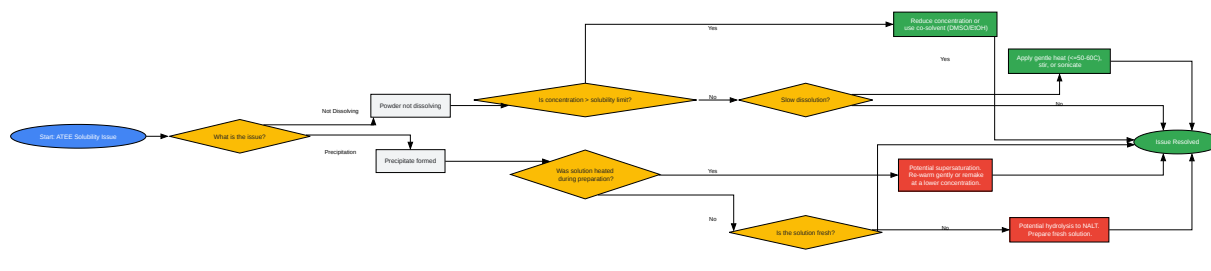 Start: ATEE Solubility Issue
What is the issue?
Not Dissolving
Powder not dissolving
Precipitation
Precipitate formed
Is concentration > solubility limit?
Yes
Reduce concentration or
use co-solvent (DMSO/EtOH)
No
Slow dissolution?
Yes
Apply gentle heat (<=50-60C),
stir, or sonicate
No
Was solution heated
during preparation?
Yes
Potential supersaturation.
Re-warm gently or remake
at a lower concentration.
No
Is the solution fresh?
No
Potential hydrolysis to NALT.
Prepare fresh solution.
Issue Resolved